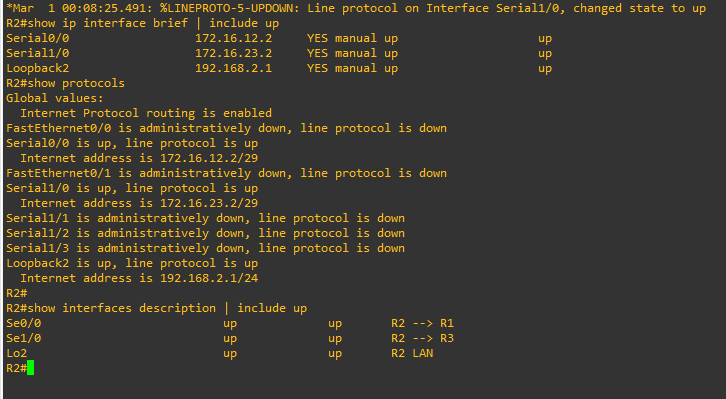 *Mar  1 00:08:25.491: %LINEPROTO-5-UPDOWN: Line protocol on Interface Serial1/0, changed state to up
R2#show ip interface brief | include up
Serial0/0                  172.16.12.2     YES manual up                    up
Serial1/0                  172.16.23.2     YES manual up                    up
Loopback2                  192.168.2.1     YES manual up                    up
R2#show protocols
Global values:
  Internet Protocol routing is enabled
FastEthernet0/0 is administratively down, line protocol is down
Serial0/0 is up, line protocol is up
  Internet address is 172.16.12.2/29
FastEthernet0/1 is administratively down, line protocol is down
Serial1/0 is up, line protocol is up
  Internet address is 172.16.23.2/29
Serial1/1 is administratively down, line protocol is down
Serial1/2 is administratively down, line protocol is down
Serial1/3 is administratively down, line protocol is down
Loopback2 is up, line protocol is up
  Internet address is 192.168.2.1/24
R2#
R2#show interfaces description | include up
Se0/0                          up             up       R2 --> R1
Se1/0                          up             up       R2 --> R3
Lo2                            up             up       R2 LAN
R2#